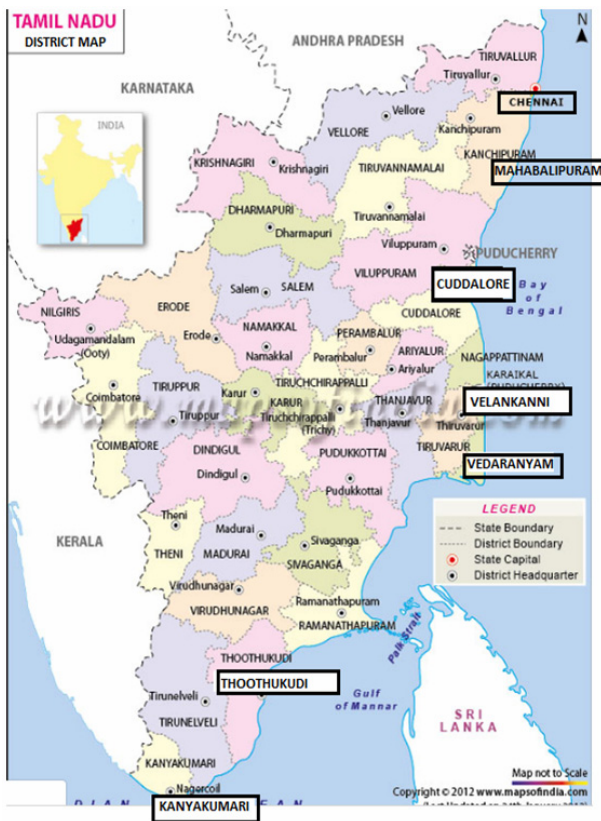 TAMIL NADU
DISTRICT MAP
ANDHRA PRADESH
KARNATAKA
INDIA
TIRUVALLUR
Tiruvallur
CHENNAI
Vellore
VELLORE
Kanchipuram
KANCHIPURAM
MAHABALIPURAM
KRISHNAGIRI
Krishnagiri
TIRUVANNAMALAI
Tiruvannamalai
DHARMAPURI
Dharmapuri
Viluppuram
VILUPPURAM
PUDUCHERRY
CUDDALORE
Bay
of
Bengal
Salem
SALEM
CUDDALORE
NILGIRIS
Udagamandalam
(Ooty)
ERODE
Erode
NAMAKKAL
Namakkal
PERAMBALUR
Perambalur
ARIYALUR
Ariyalur
NAGAPPATTINAM
KARAIKAL
(PUDUCHERRY)
Coimbatore
COIMBATORE
TIRUPPUR
Tiruppur
Karur
KARUR
TIRUCHCHIRAPPALLI
Tiruchchirappalli
(Trichy)
THANJAVUR
Thanjavur
VELANKANNI
Thiruvarur
TIRUVARUR
VEDARANYAM
DINDIGUL
Dindigul
PUDUKKOTTAI
Pudukkottai
Theni
THENI
Madurai
MADURAI
Sivaganga
SIVAGANGA
KERALA
Virudhunagar
VIRUDHUNAGAR
Ramanathapuram
RAMANATHAPURAM
LEGEND
State Boundary
District Boundary
State Capital
District Headquarter
Palk Strait
THOOTHUKUDI
THOOTHUKUDI
Tirunelveli
TIRUNELVELI
Gulf
of Mannar
SRI
LANKA
KANYAKUMARI
Nagercoil
KANYAKUMARI
Map not to Scale
Copyright © 2012 www.mapsofindia.com